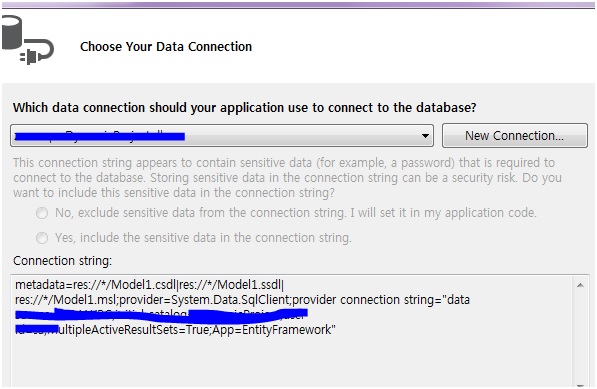 Choose Your Data Connection
Which data connection should your application use to connect to the database?
New Connection...
This connection string appears to contain sensitive data (for example, a password) that is required to
connect to the database. Storing sensitive data in the connection string can be a security risk. Do you
want to include this sensitive data in the connection string?
No, exclude sensitive data from the connection string. I will set it in my application code.
Yes, include the sensitive data in the connection string.
Connection string:
metadata=res://*/Model1.csdl|res://*/Model1.ssdl|
res://*/Model1.msl;provider=System.Data.SqlClient;provider connection string="data
MultipleActiveResultSets=True;App=EntityFramework"